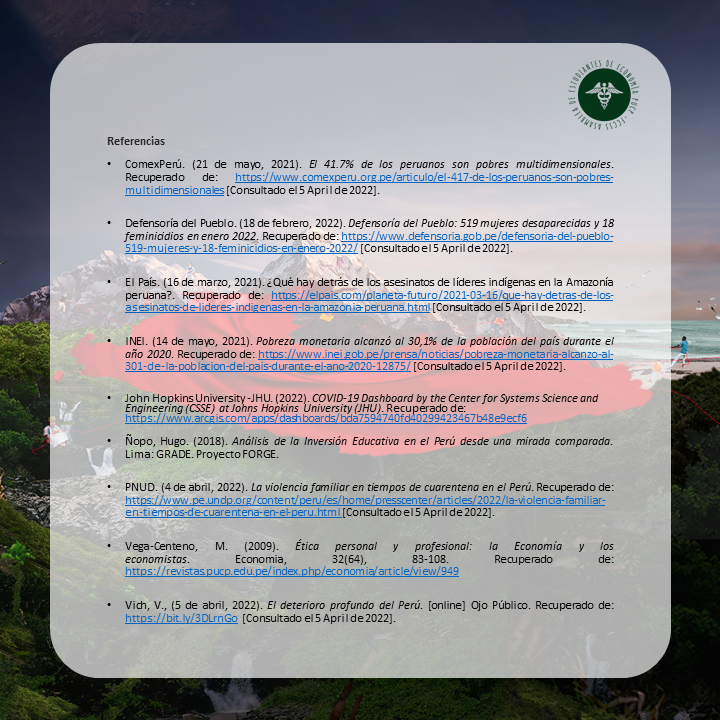 ASAMBLEA DE ESTUDIANTES DE ECONOMÍA PUCP - FCCSS
Referencias
• ComexPerú. (21 de mayo, 2021). El 41.7% de los peruanos son pobres multidimensionales.
Recuperado de: https://www.comexperu.org.pe/articulo/el-417-de-los-peruanos-son-pobres-
multidimensionales [Consultado el 5 April de 2022].
• Defensoría del Pueblo. (18 de febrero, 2022). Defensoría del Pueblo: 519 mujeres desaparecidas y 18
feminicidios en enero 2022. Recuperado de: https://www.defensoria.gob.pe/defensoria-del-pueblo-
519-mujeres-y-18-feminicidios-en-enero-2022/ [Consultado el 5 April de 2022].
• El País. (16 de marzo, 2021). ¿Qué hay detrás de los asesinatos de líderes indígenas en la Amazonía
peruana?. Recuperado de: https://elpais.com/planeta-futuro/2021-03-16/que-hay-detras-de-los-
asesinatos-de-lideres-indigenas-en-la-amazonia-peruana.html [Consultado el 5 April de 2022].
• INEI. (14 de mayo, 2021). Pobreza monetaria alcanzó al 30,1% de la población del país durante el
año 2020. Recuperado de: https://www.inei.gob.pe/prensa/noticias/pobreza-monetaria-alcanzo-al-
301-de-la-poblacion-del-pais-durante-el-ano-2020-12875/ [Consultado el 5 April de 2022].
• John Hopkins University -JHU. (2022). COVID-19 Dashboard by the Center for Systems Science and
Engineering (CSSE) at Johns Hopkins University (JHU). Recuperado de:
https://www.arcgis.com/apps/dashboards/bda7594740fd40299423467b48e9ecf6
• Ñopo, Hugo. (2018). Análisis de la Inversión Educativa en el Perú desde una mirada comparada.
Lima: GRADE. Proyecto FORGE.
• PNUD. (4 de abril, 2022). La violencia familiar en tiempos de cuarentena en el Perú. Recuperado de:
https://www.pe.undp.org/content/peru/es/home/presscenter/articles/2022/la-violencia-familiar-
en-tiempos-de-cuarentena-en-el-peru.html [Consultado el 5 April de 2022].
• Vega-Centeno, M. (2009). Ética personal y profesional: la Economía y los
economistas. Economia, 32(64), 83-108. Recuperado de:
https://revistas.pucp.edu.pe/index.php/economia/article/view/949
• Vich, V., (5 de abril, 2022). El deterioro profundo del Perú. [online] Ojo Público. Recuperado de:
https://bit.ly/3DLrnGo [Consultado el 5 April de 2022].